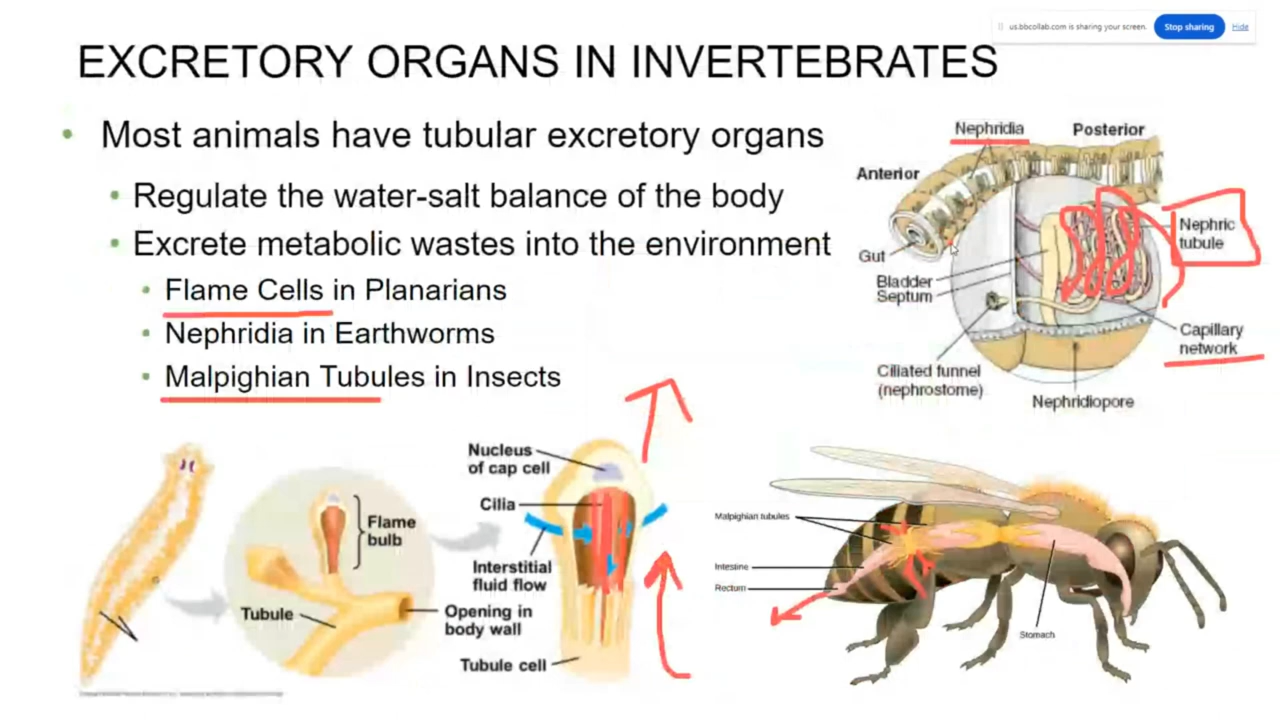 us.bbcollab.com is sharing your screen.
Stop sharing
Hide
EXCRETORY ORGANS IN INVERTEBRATES
• Most animals have tubular excretory organs
• Regulate the water-salt balance of the body
• Excrete metabolic wastes into the environment
• Flame Cells in Planarians
• Nephridia in Earthworms
• Malpighian Tubules in Insects
Nephridia
Posterior
Anterior
Nephric
tubule
Gut
Bladder
Septum
Capillary
network
Ciliated funnel
(nephrostome)
Nephridiopore
Flame
bulb
Tubule
Nucleus
of cap cell
Cilia
Interstitial
fluid flow
Opening in
body wall
Tubule cell
Malpighian tubules
Intestine
Rectum
Stomach